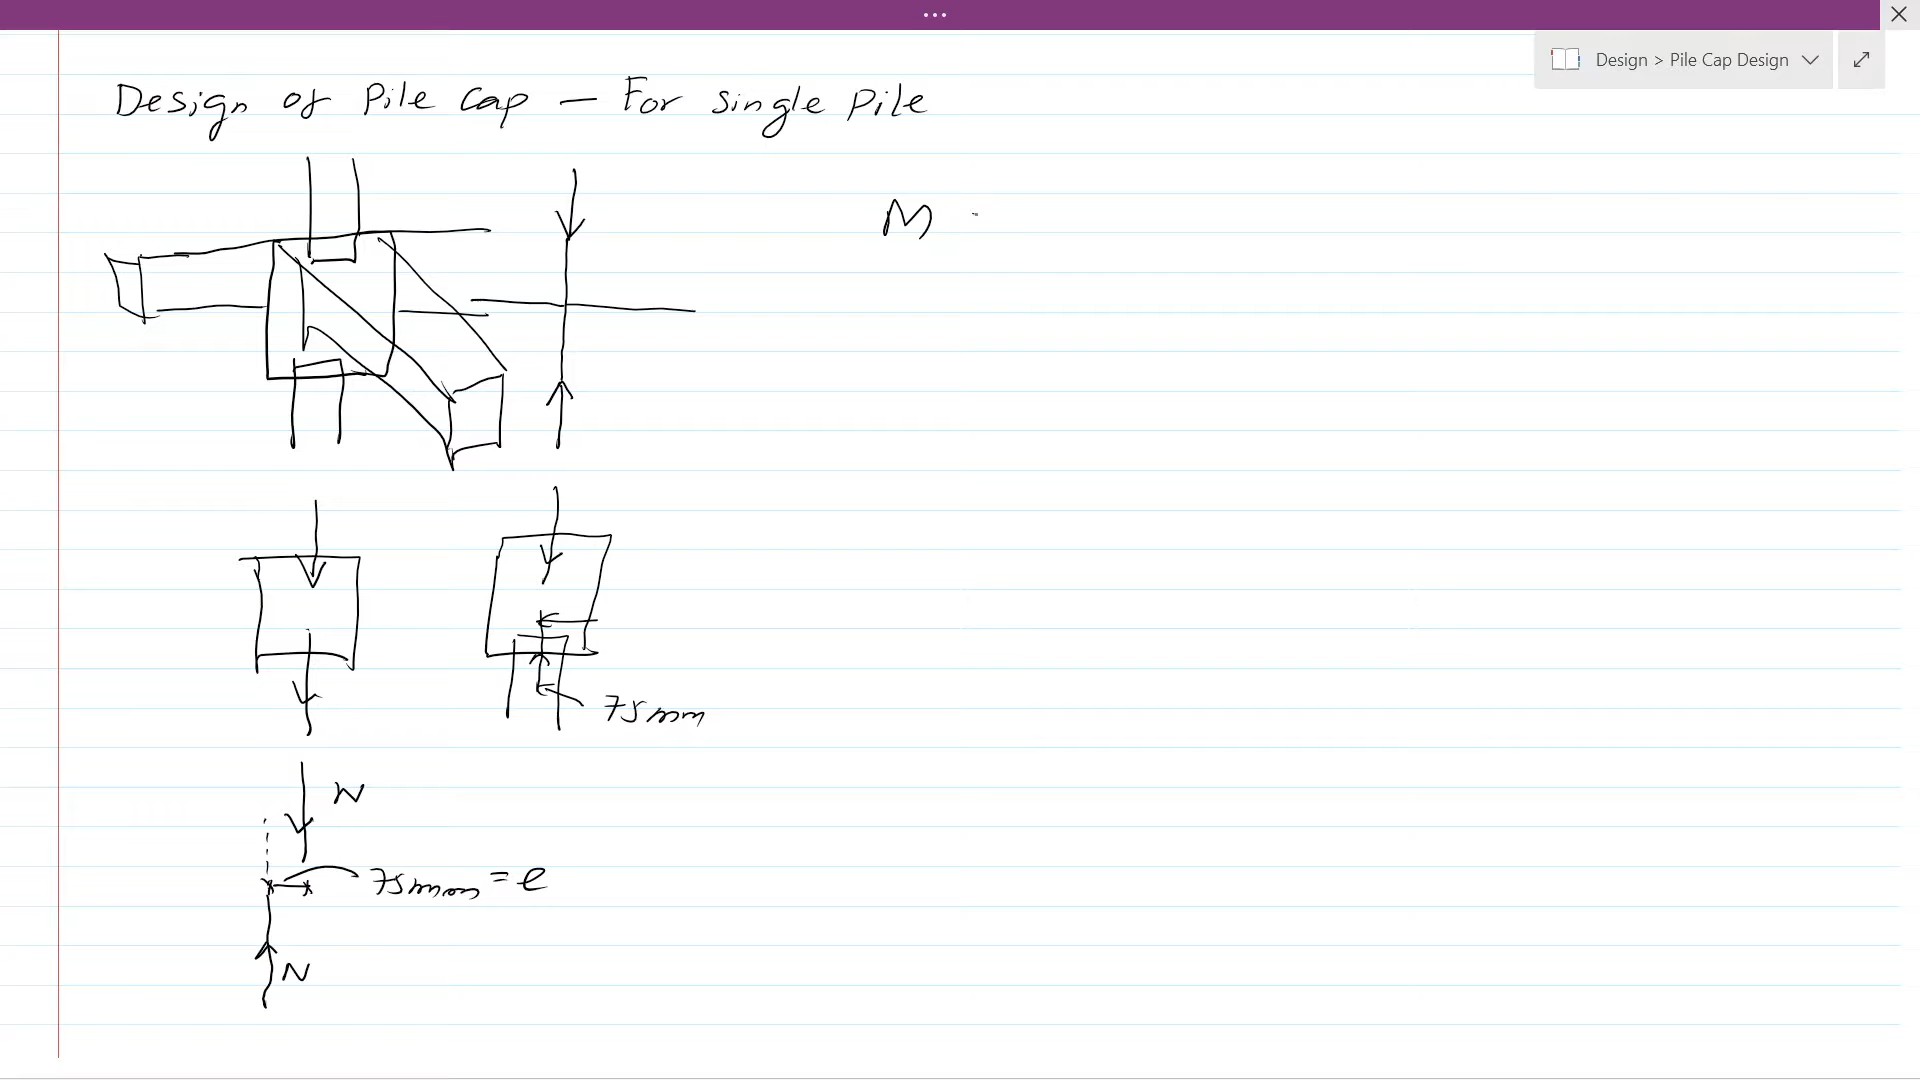 Design > Pile Cap Design
Design of Pile Cap — For Single Pile
M
75mm
N
75mm = e
N